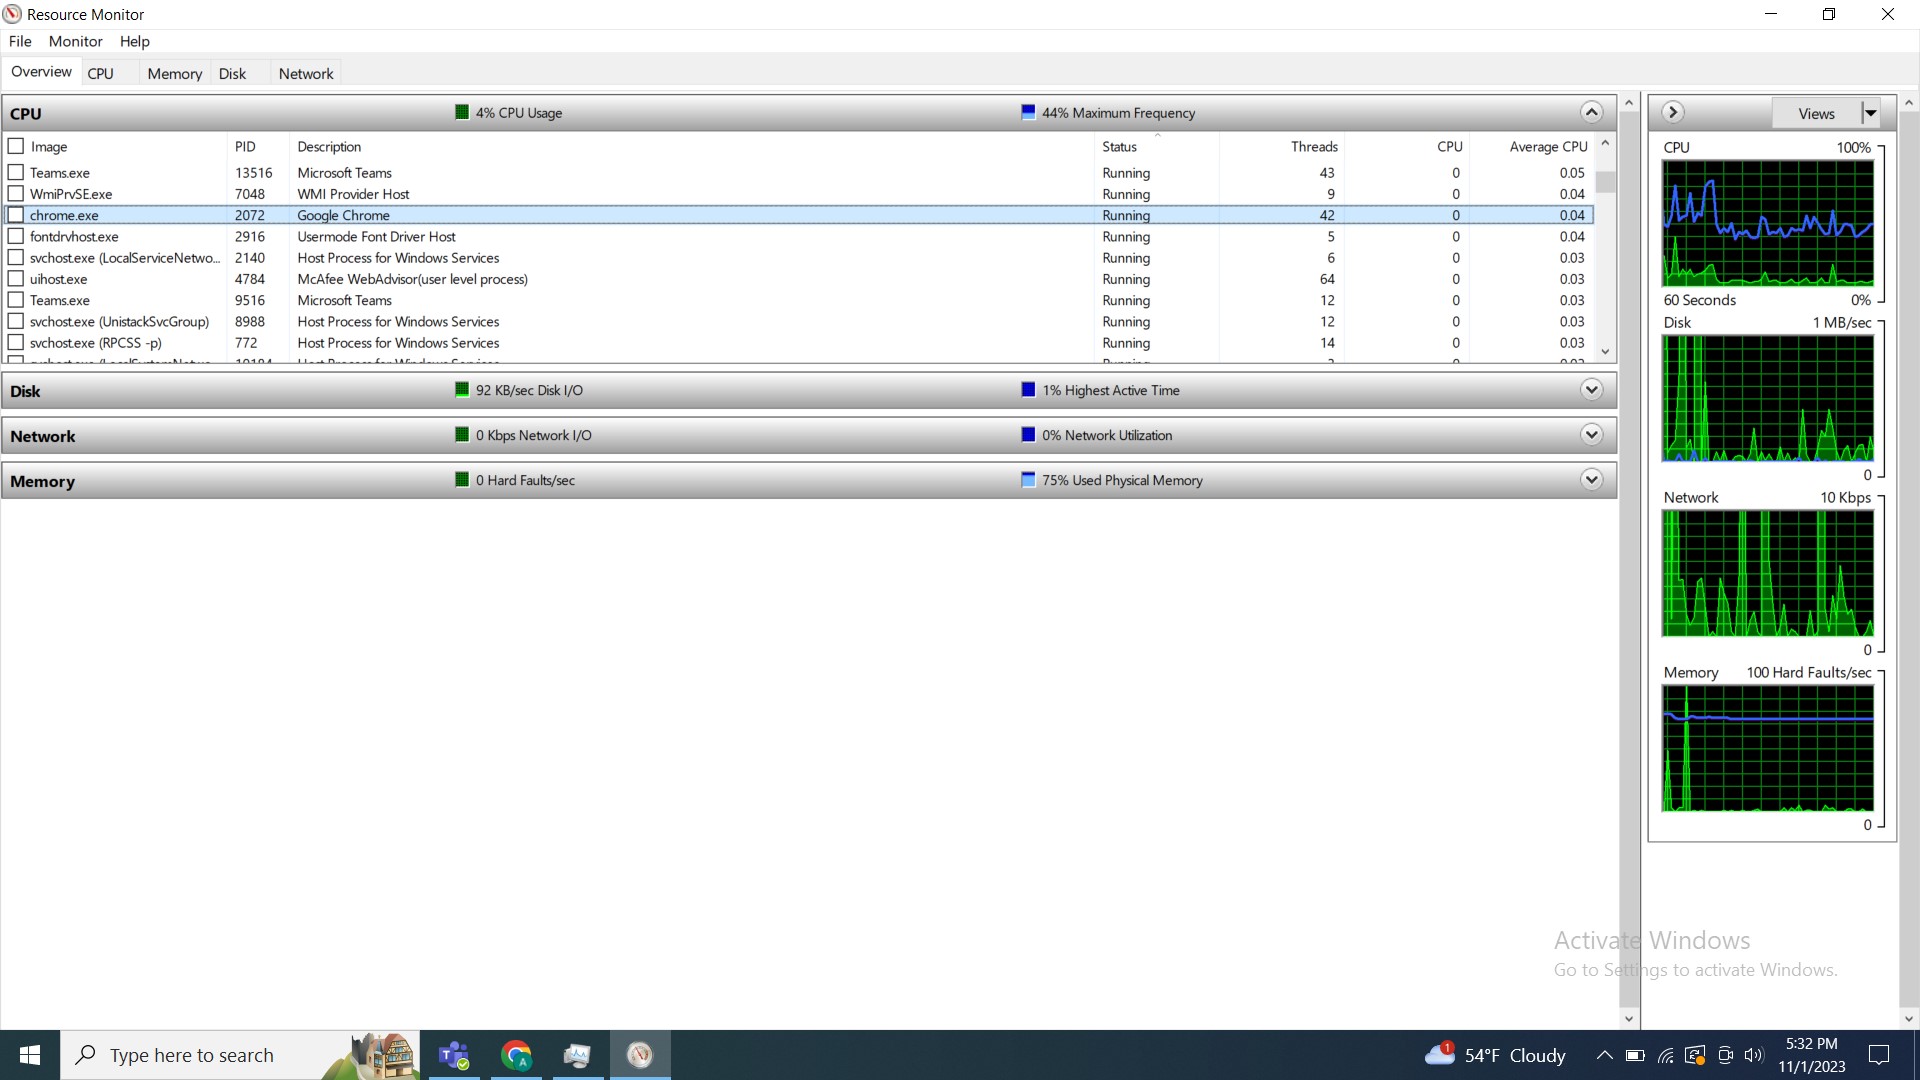 Resource Monitor
File Monitor Help
Overview CPU Memory Disk Network
CPU 4% CPU Usage 44% Maximum Frequency
Image PID Description Status Threads CPU Average CPU
Teams.exe 13516 Microsoft Teams Running 43 0 0.05
WmiPrvSE.exe 7048 WMI Provider Host Running 9 0 0.04
chrome.exe 2072 Google Chrome Running 42 0 0.04
fontdrvhost.exe 2916 Usermode Font Driver Host Running 5 0 0.04
svchost.exe (LocalServiceNetwo... 2140 Host Process for Windows Services Running 6 0 0.03
uihost.exe 4784 McAfee WebAdvisor(user level process) Running 64 0 0.03
Teams.exe 9516 Microsoft Teams Running 12 0 0.03
svchost.exe (UnistackSvcGroup) 8988 Host Process for Windows Services Running 12 0 0.03
svchost.exe (RPCSS -p) 772 Host Process for Windows Services Running 14 0 0.03
Disk 92 KB/sec Disk I/O 1% Highest Active Time
Network 0 Kbps Network I/O 0% Network Utilization
Memory 0 Hard Faults/sec 75% Used Physical Memory
Views
CPU 100%
60 Seconds 0%
Disk 1 MB/sec
0
Network 10 Kbps
0
Memory 100 Hard Faults/sec
0
Activate Windows
Go to Settings to activate Windows.
Type here to search
T
A
1
54°F Cloudy
5:32 PM
11/1/2023